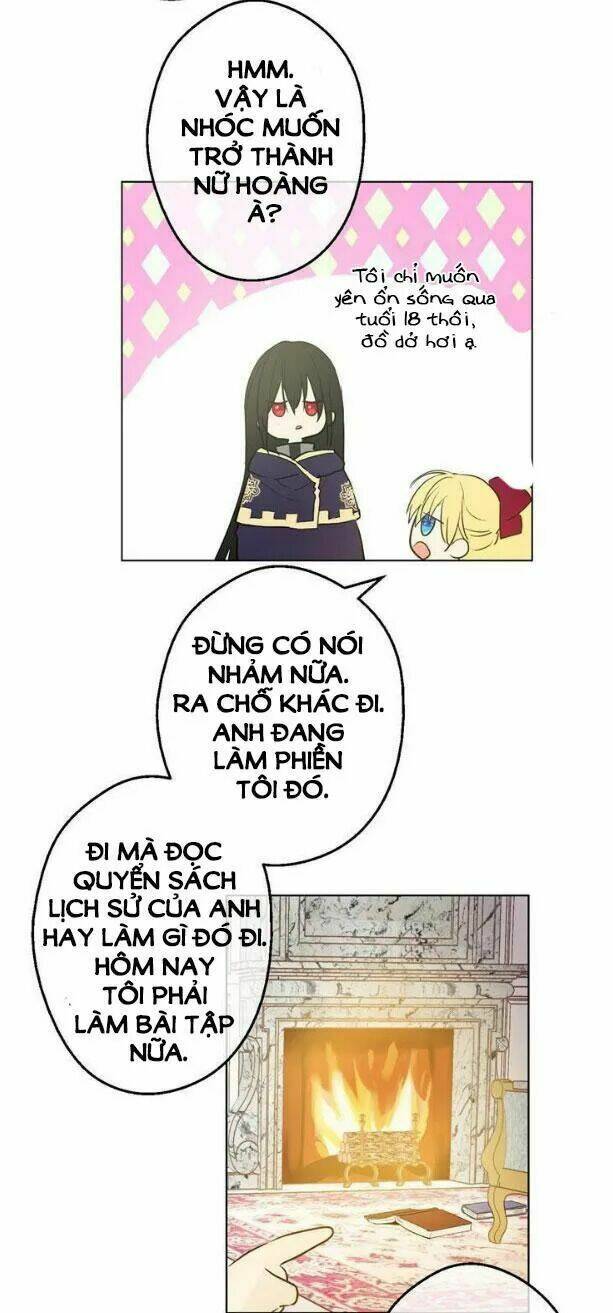 HMM.
VẬY LÀ
NHÓC MUỐN
TRỞ THÀNH
NỮ HOÀNG
À?
Tôi chỉ muốn
yên ổn sống qua
tuổi 18 thôi,
đồ dở hơi ạ.
ĐỪNG CÓ NÓI
NHẢM NỮA.
RA CHỖ KHÁC ĐI.
ANH ĐANG
LÀM PHIỀN
TÔI ĐÓ.
ĐI MÀ ĐỌC
QUYỂN SÁCH
LỊCH SỬ CỦA ANH
HAY LÀM GÌ ĐÓ ĐI.
HÔM NAY
TÔI PHẢI
LÀM BÀI TẬP
NỮA.